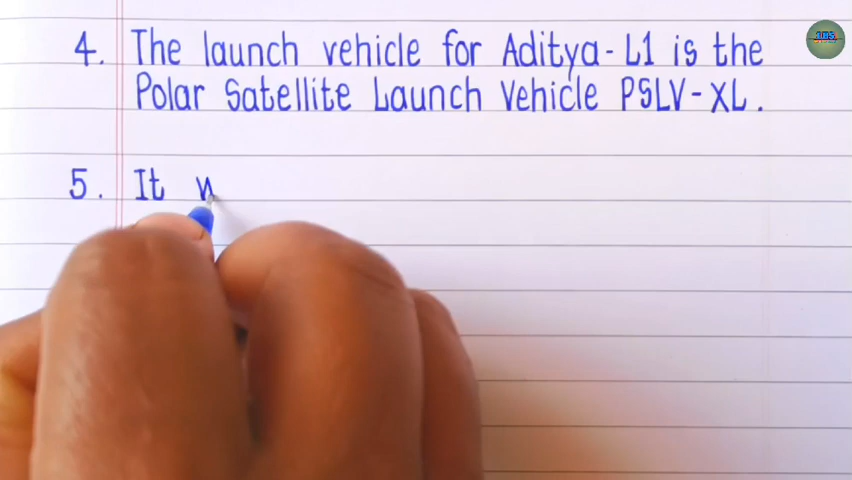 4. The launch vehicle for Aditya-L1 is the
Polar Satellite Launch Vehicle PSLV-XL.
5. It